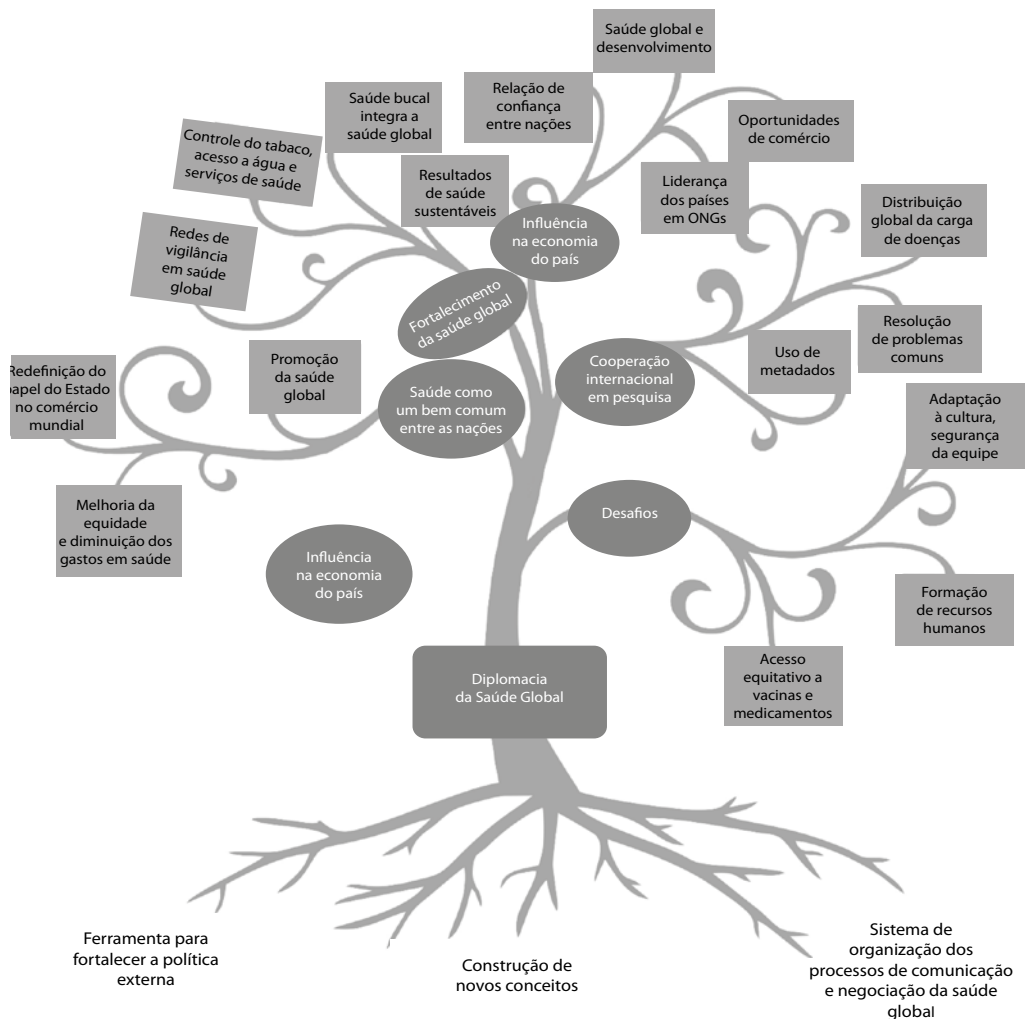 Saúde global e
desenvolvimento
Relação de
confiança
entre nações
Saúde bucal
integra a
saúde global
Oportunidades
de comércio
Controle do tabaco,
acesso a água e
serviços de saúde
Resultados
de saúde
sustentáveis
Liderança
dos países
em ONGs
Distribuição
global da carga
de doenças
Redes de
vigilância
em saúde
global
Influência
na economia
do país
Fortalecimento
da saúde global
Resolução
de problemas
comuns
Uso de
metadados
Cooperação
internacional
em pesquisa
Promoção
da saúde
global
Redefinição do
papel do Estado
no comércio
mundial
Saúde como
um bem comum
entre as nações
Adaptação
à cultura,
segurança
da equipe
Melhoria da
equidade
e diminuição dos
gastos em saúde
Desafios
Influência
na economia
do país
Formação
de recursos
humanos
Acesso
equitativo a
vacinas e
medicamentos
Diplomacia
da Saúde Global
Ferramenta para
fortalecer a política
externa
Construção de
novos conceitos
Sistema de
organização dos
processos de comunicação
e negociação da saúde
global